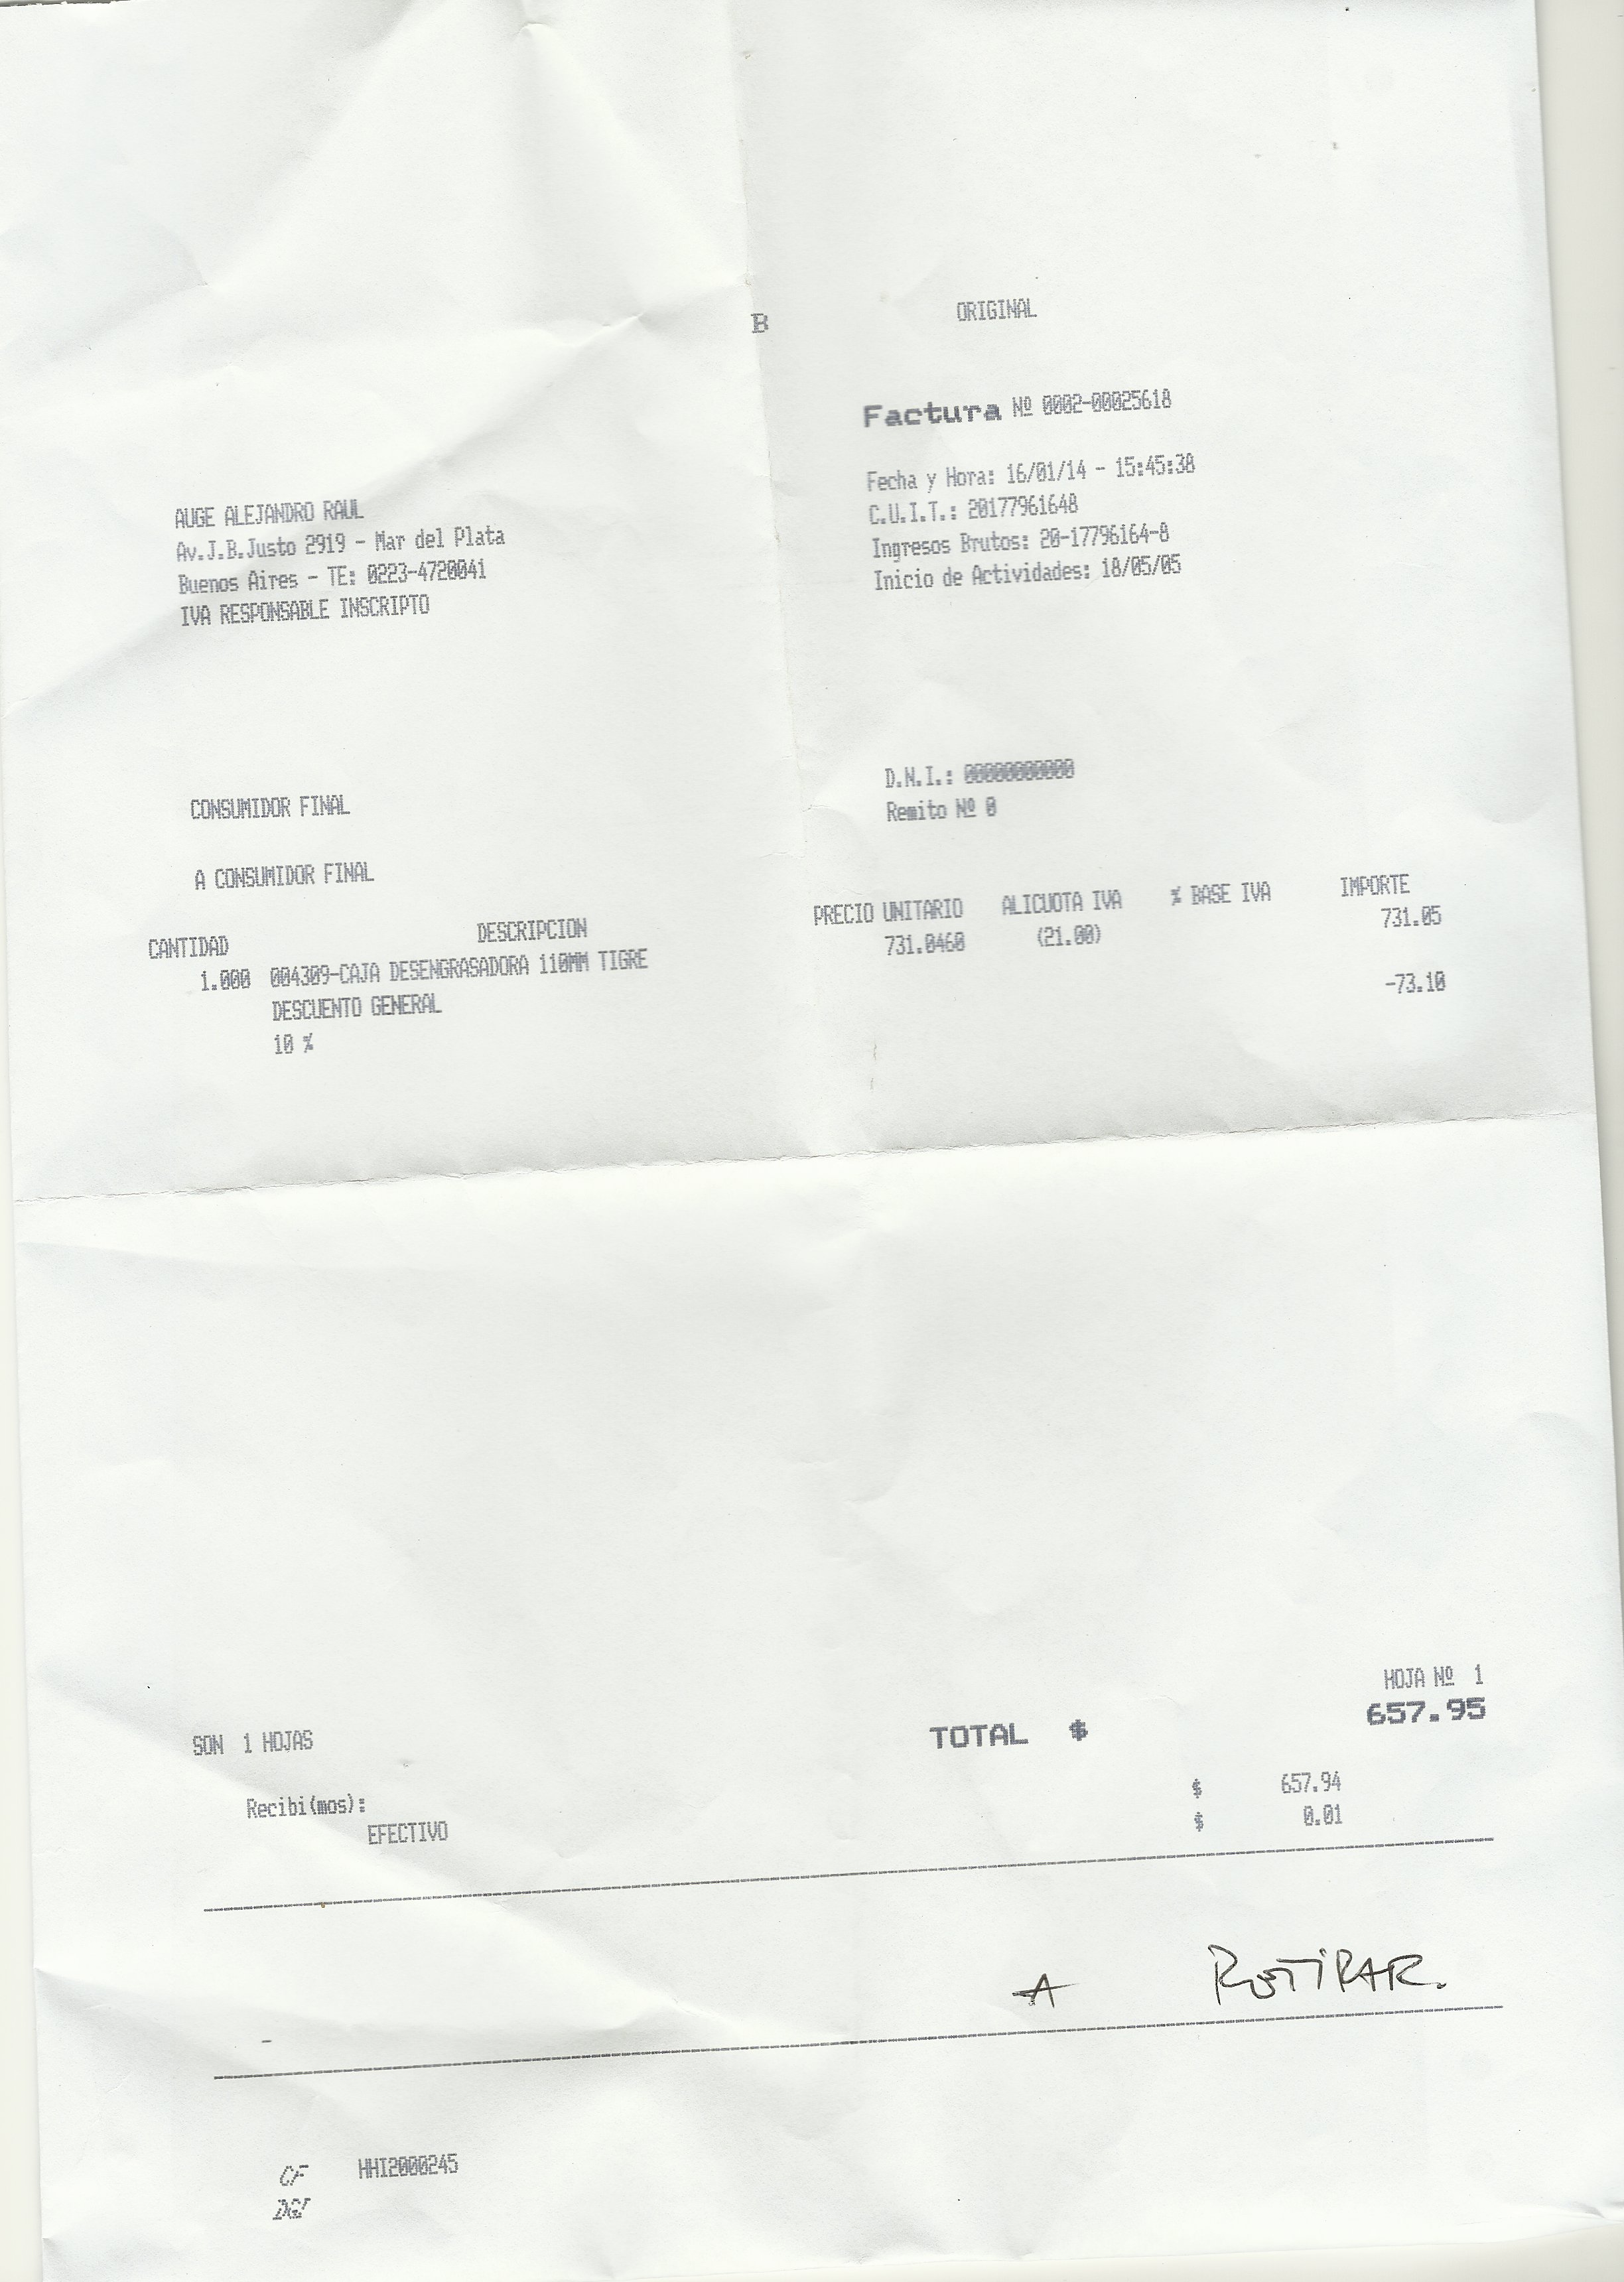 B
ORIGINAL
Factura Nº 0002-00025618
Fecha y Hora: 16/01/14 - 15:45:38
C.U.I.T.: 20177961648
Ingresos Brutos: 20-17796164-8
Inicio de Actividades: 18/05/05
AUGE ALEJANDRO RAUL
Av.J.B.Justo 2919 - Mar del Plata
Buenos Aires - TE: 0223-4720041
IVA RESPONSABLE INSCRIPTO
D.N.I.: 00000000000
Remito Nº 0
CONSUMIDOR FINAL
A CONSUMIDOR FINAL
CANTIDAD DESCRIPCION PRECIO UNITARIO ALICUOTA IVA % BASE IVA IMPORTE
1.000 004309-CAJA DESENGRASADORA 110MM TIGRE 731.0460 (21.00) 731.05
DESCUENTO GENERAL -73.10
10 %
HOJA Nº 1
SON 1 HOJAS TOTAL $ 657.95
Recibi(mos):
EFECTIVO $ 657.94
$ 0.01
A RETIRAR.
-
CF HHI2000245
DGI